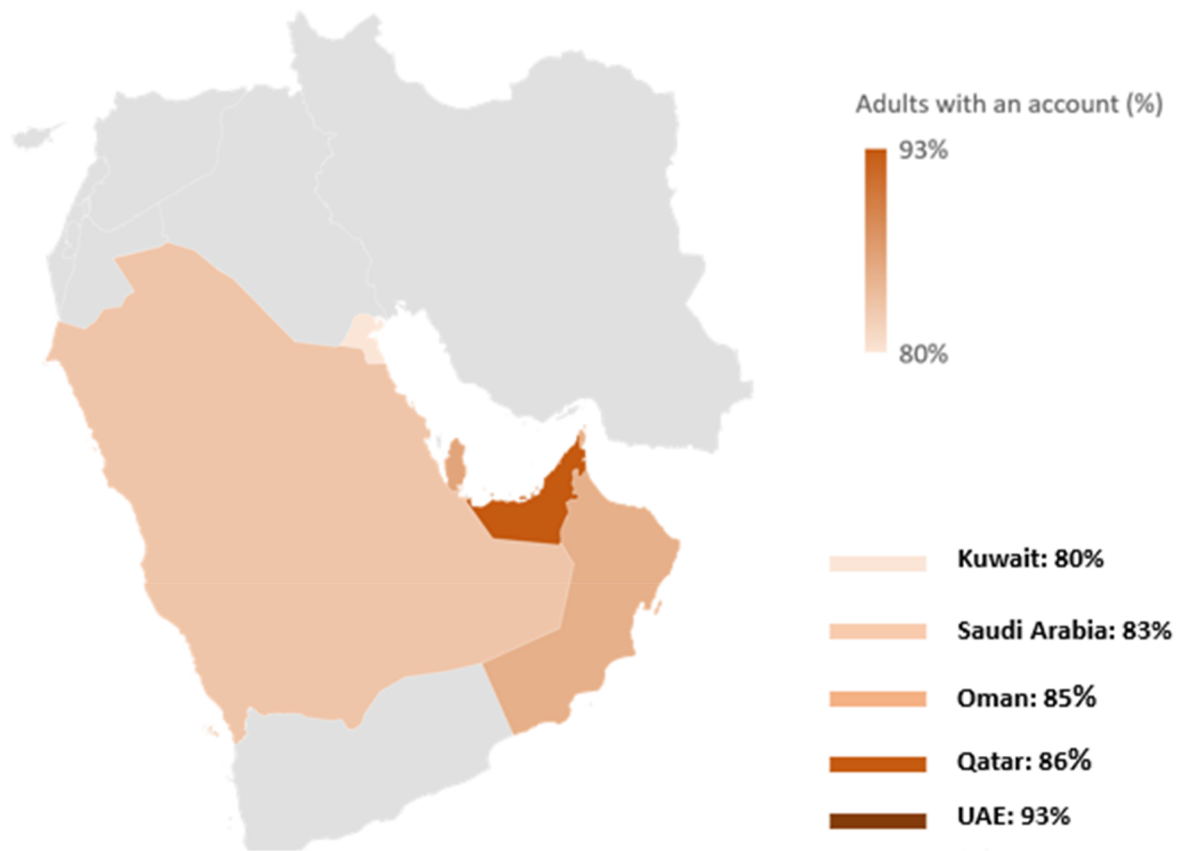 Adults with an account (%)
93%
80%
Kuwait: 80%
Saudi Arabia: 83%
Oman: 85%
Qatar: 86%
UAE: 93%